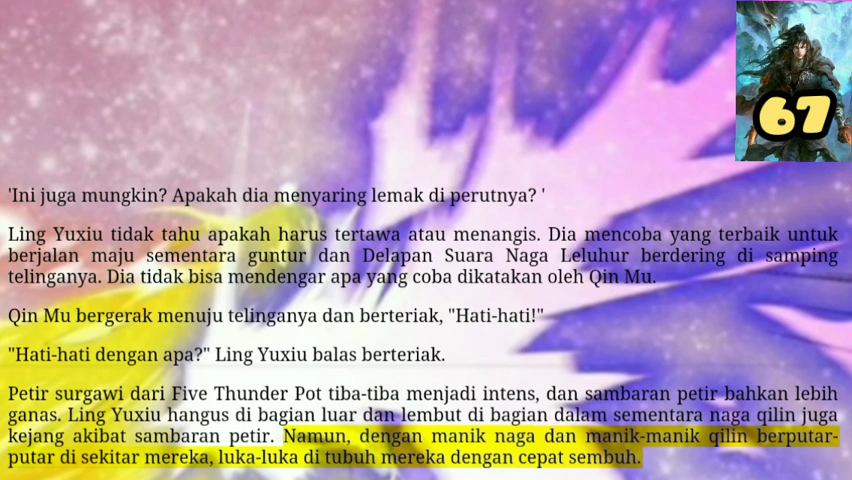 67
'Ini juga mungkin? Apakah dia menyaring lemak di perutnya? '
Ling Yuxiu tidak tahu apakah harus tertawa atau menangis. Dia mencoba yang terbaik untuk
berjalan maju sementara guntur dan Delapan Suara Naga Leluhur berdering di samping
telinganya. Dia tidak bisa mendengar apa yang coba dikatakan oleh Qin Mu.
Qin Mu bergerak menuju telinganya dan berteriak, "Hati-hati!"
"Hati-hati dengan apa?" Ling Yuxiu balas berteriak.
Petir surgawi dari Five Thunder Pot tiba-tiba menjadi intens, dan sambaran petir bahkan lebih
ganas. Ling Yuxiu hangus di bagian luar dan lembut di bagian dalam sementara naga qilin juga
kejang akibat sambaran petir. Namun, dengan manik naga dan manik-manik qilin berputar-
putar di sekitar mereka, luka-luka di tubuh mereka dengan cepat sembuh.